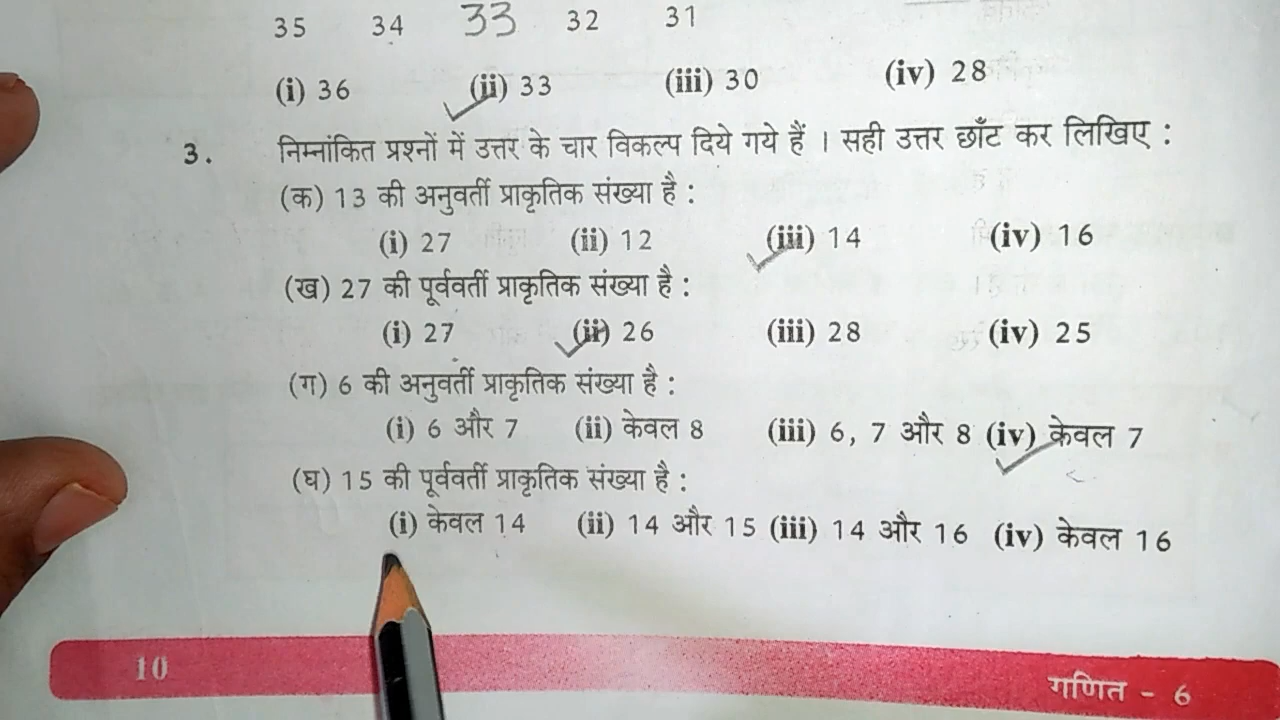 35 34 33 32 31
(i) 36 (ii) 33 (iii) 30 (iv) 28
3. निम्नांकित प्रश्नों में उत्तर के चार विकल्प दिये गये हैं । सही उत्तर छाँट कर लिखिए :
(क) 13 की अनुवर्ती प्राकृतिक संख्या है :
(i) 27 (ii) 12 (iii) 14 (iv) 16
(ख) 27 की पूर्ववर्ती प्राकृतिक संख्या है :
(i) 27 (ii) 26 (iii) 28 (iv) 25
(ग) 6 की अनुवर्ती प्राकृतिक संख्या है :
(i) 6 और 7 (ii) केवल 8 (iii) 6, 7 और 8 (iv) केवल 7
(घ) 15 की पूर्ववर्ती प्राकृतिक संख्या है :
(i) केवल 14 (ii) 14 और 15 (iii) 14 और 16 (iv) केवल 16
10 गणित - 6